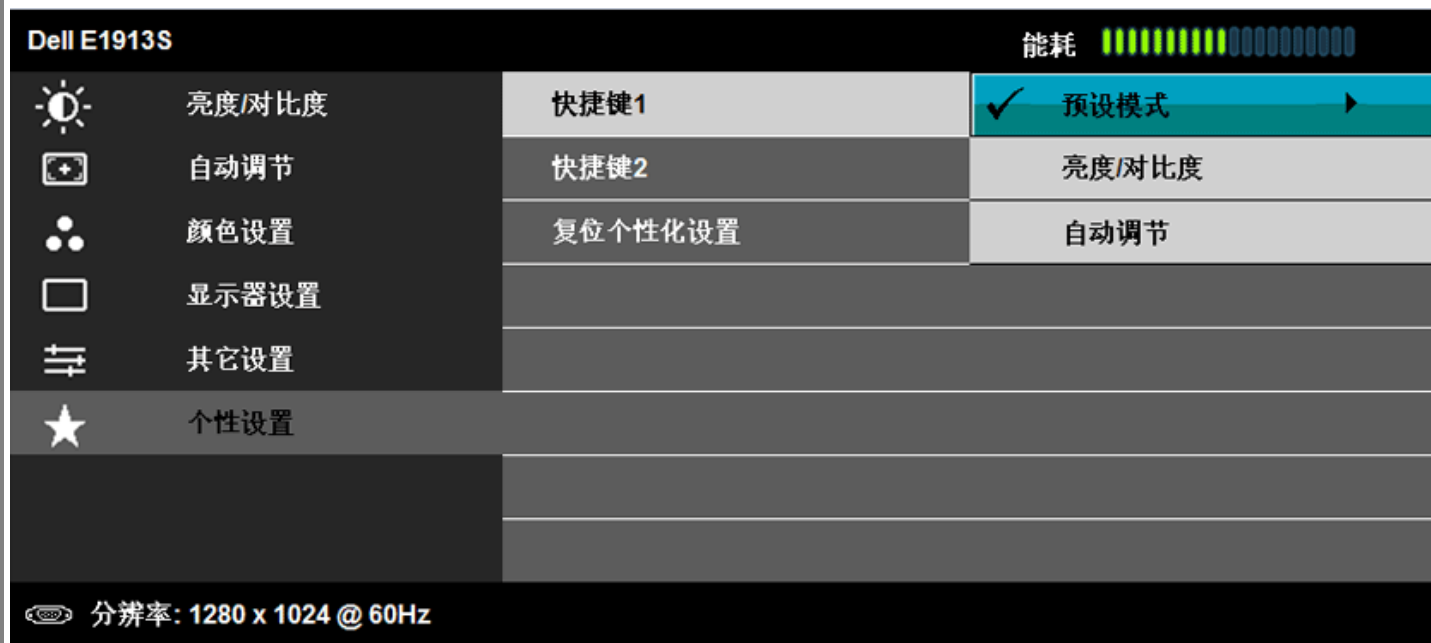 Dell E1913S 能耗
亮度/对比度 快捷键1 预设模式
自动调节 快捷键2 亮度/对比度
颜色设置 复位个性化设置 自动调节
显示器设置
其它设置
个性设置
分辨率: 1280 x 1024 @ 60Hz